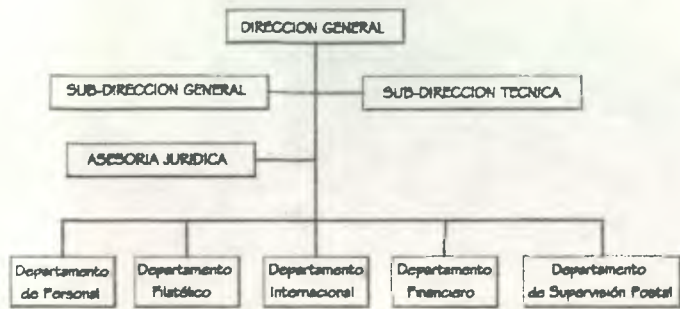 DIRECCION GENERAL
SUB-DIRECCION GENERAL
SUB-DIRECCION TECNICA
ASESORIA JURIDICA
Departamento
de Personal
Departamento
Filatélico
Departamento
Internacional
Departamento
Financiero
Departamento
de Supervisión Postal